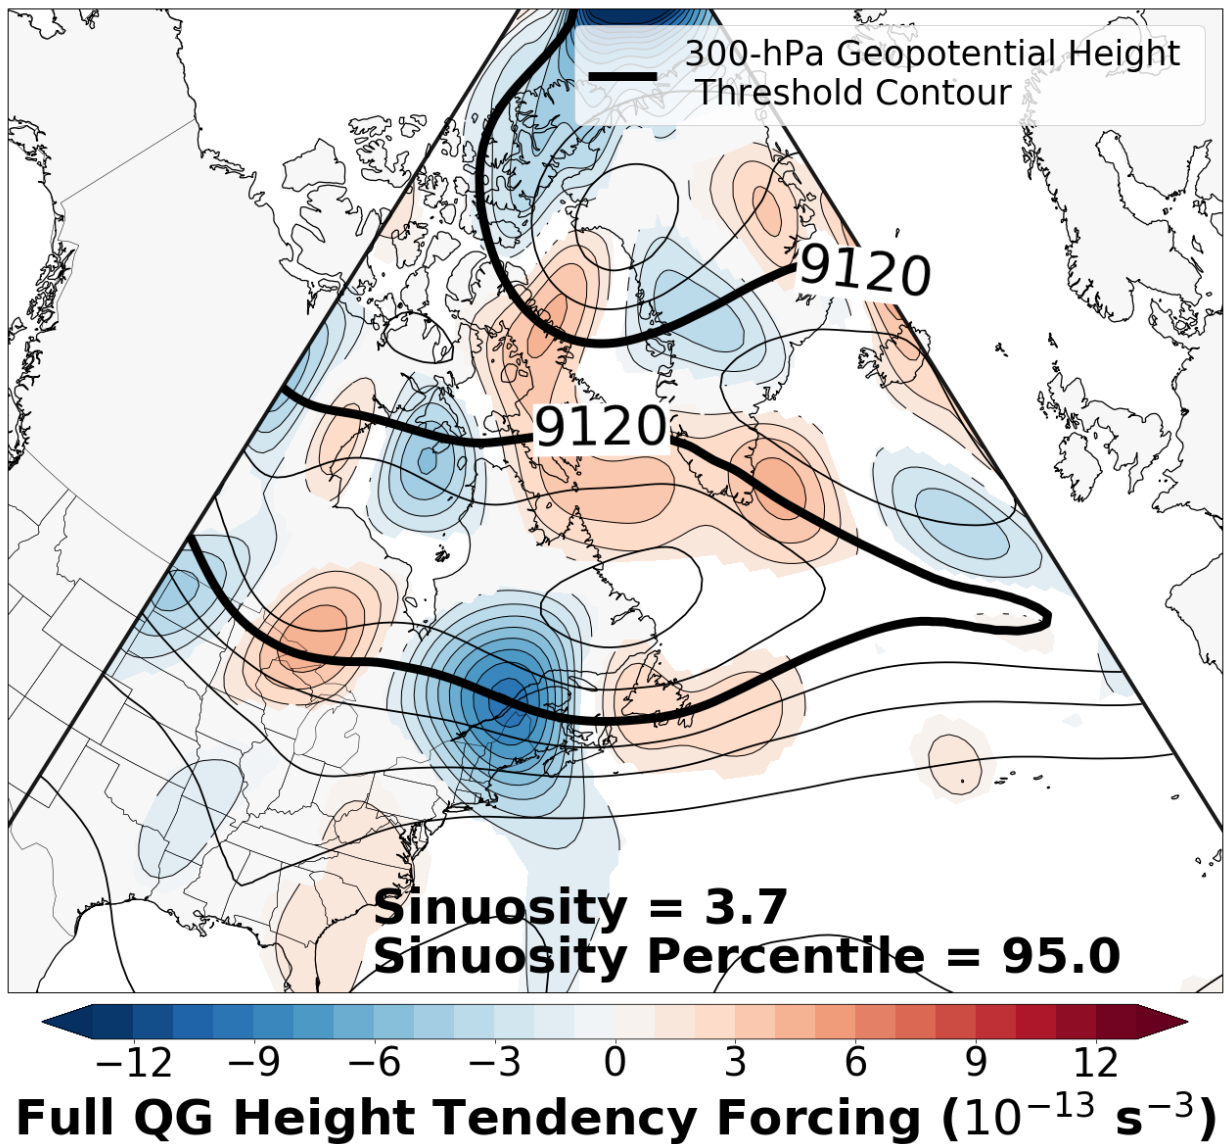 300-hPa Geopotential Height
Threshold Contour
9120
9120
Sinuosity = 3.7
Sinuosity Percentile = 95.0
−12 −9 −6 −3 0 3 6 9 12
Full QG Height Tendency Forcing (10⁻¹³ s⁻³)